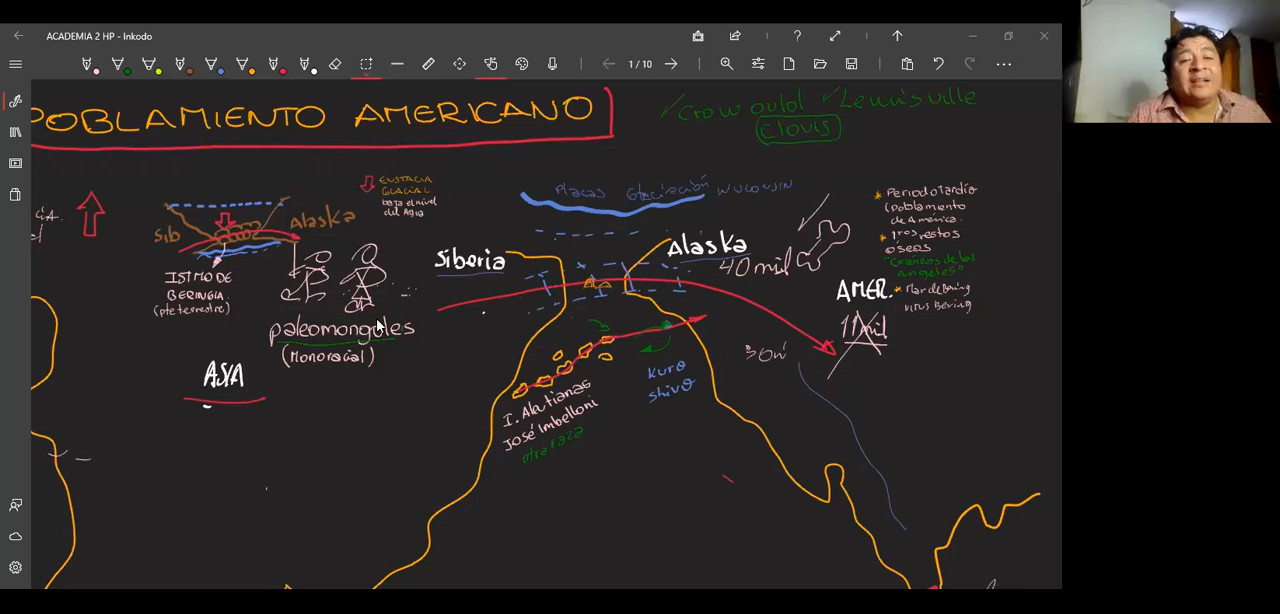 ACADEMIA 2 HP - Inkodo
1/10
POBLAMIENTO AMERICANO
Lewisville
Clovis
EUSTACIA
GLACIAL
baja el nivel
del Agua
Placas Glaciación WUCONSIN
CIA.
Sib
Alaska
ISTMO DE
BERINGIA.
(pte terrestre)
paleomongoles
(Monoracial)
ASIA
Siberia
Alaska
40 mil
Periodo tardío
(poblamiento
de América.
1ros restos
óseos
"Cráneos de los
Angeles"
Mar de Bering
Vitus Bering
AMER.
11 mil
30 mil
Kuro
shivo
I. Aleutianas
José Imbelloni
otra raza